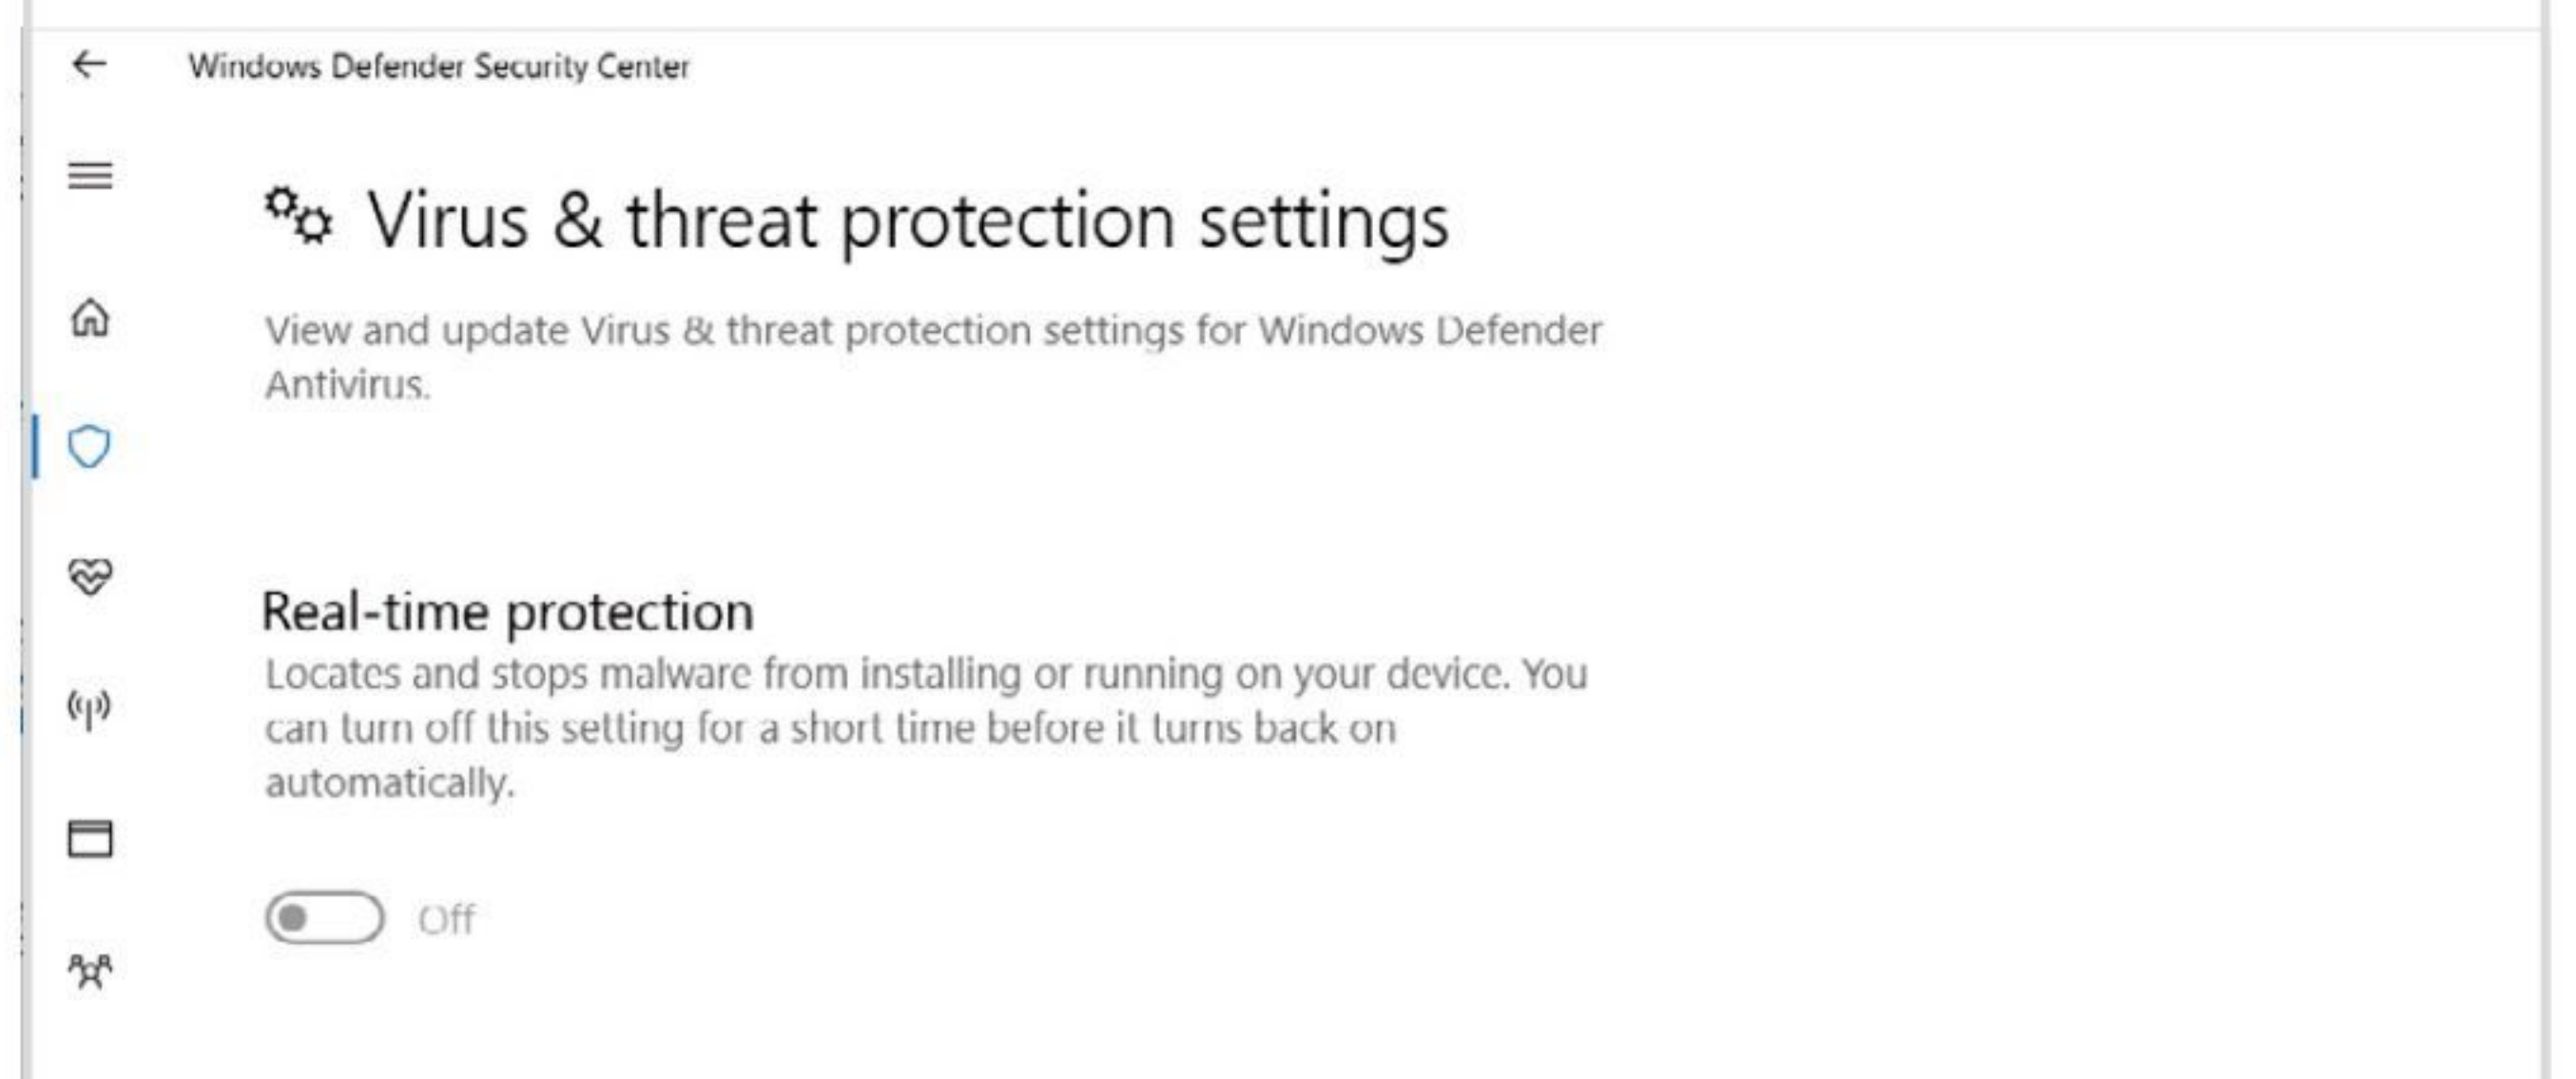 Windows Defender Security Center
Virus & threat protection settings
View and update Virus & threat protection settings for Windows Defender
Antivirus.
Real-time protection
Locates and stops malware from installing or running on your device. You
can turn off this setting for a short time before it turns back on
automatically.
Off